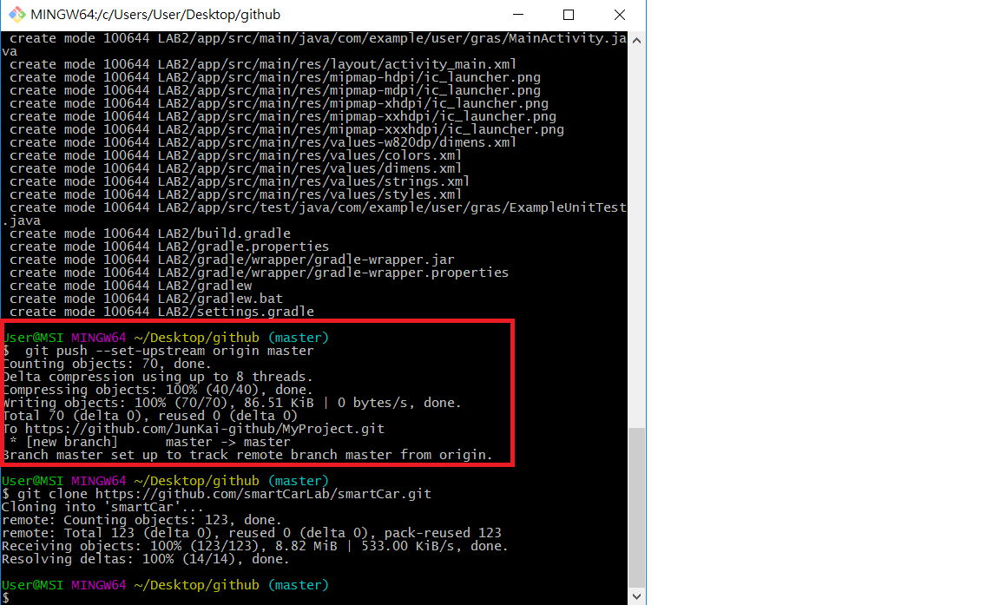 MINGW64:/c/Users/User/Desktop/github
create mode 100644 LAB2/app/src/main/java/com/example/user/gras/MainActivity.ja
va
create mode 100644 LAB2/app/src/main/res/layout/activity_main.xml
create mode 100644 LAB2/app/src/main/res/mipmap-hdpi/ic_launcher.png
create mode 100644 LAB2/app/src/main/res/mipmap-mdpi/ic_launcher.png
create mode 100644 LAB2/app/src/main/res/mipmap-xhdpi/ic_launcher.png
create mode 100644 LAB2/app/src/main/res/mipmap-xxhdpi/ic_launcher.png
create mode 100644 LAB2/app/src/main/res/mipmap-xxxhdpi/ic_launcher.png
create mode 100644 LAB2/app/src/main/res/values-w820dp/dimens.xml
create mode 100644 LAB2/app/src/main/res/values/colors.xml
create mode 100644 LAB2/app/src/main/res/values/dimens.xml
create mode 100644 LAB2/app/src/main/res/values/strings.xml
create mode 100644 LAB2/app/src/main/res/values/styles.xml
create mode 100644 LAB2/app/src/test/java/com/example/user/gras/ExampleUnitTest
.java
create mode 100644 LAB2/build.gradle
create mode 100644 LAB2/gradle.properties
create mode 100644 LAB2/gradle/wrapper/gradle-wrapper.jar
create mode 100644 LAB2/gradle/wrapper/gradle-wrapper.properties
create mode 100644 LAB2/gradlew
create mode 100644 LAB2/gradlew.bat
create mode 100644 LAB2/settings.gradle
User@MSI MINGW64 ~/Desktop/github (master)
$  git push --set-upstream origin master
Counting objects: 70, done.
Delta compression using up to 8 threads.
Compressing objects: 100% (40/40), done.
Writing objects: 100% (70/70), 86.51 KiB | 0 bytes/s, done.
Total 70 (delta 0), reused 0 (delta 0)
To https://github.com/JunKai-github/MyProject.git
* [new branch]      master -> master
Branch master set up to track remote branch master from origin.
User@MSI MINGW64 ~/Desktop/github (master)
$ git clone https://github.com/smartCarLab/smartCar.git
Cloning into 'smartCar'...
remote: Counting objects: 123, done.
remote: Total 123 (delta 0), reused 0 (delta 0), pack-reused 123
Receiving objects: 100% (123/123), 8.82 MiB | 533.00 KiB/s, done.
Resolving deltas: 100% (14/14), done.
User@MSI MINGW64 ~/Desktop/github (master)
$